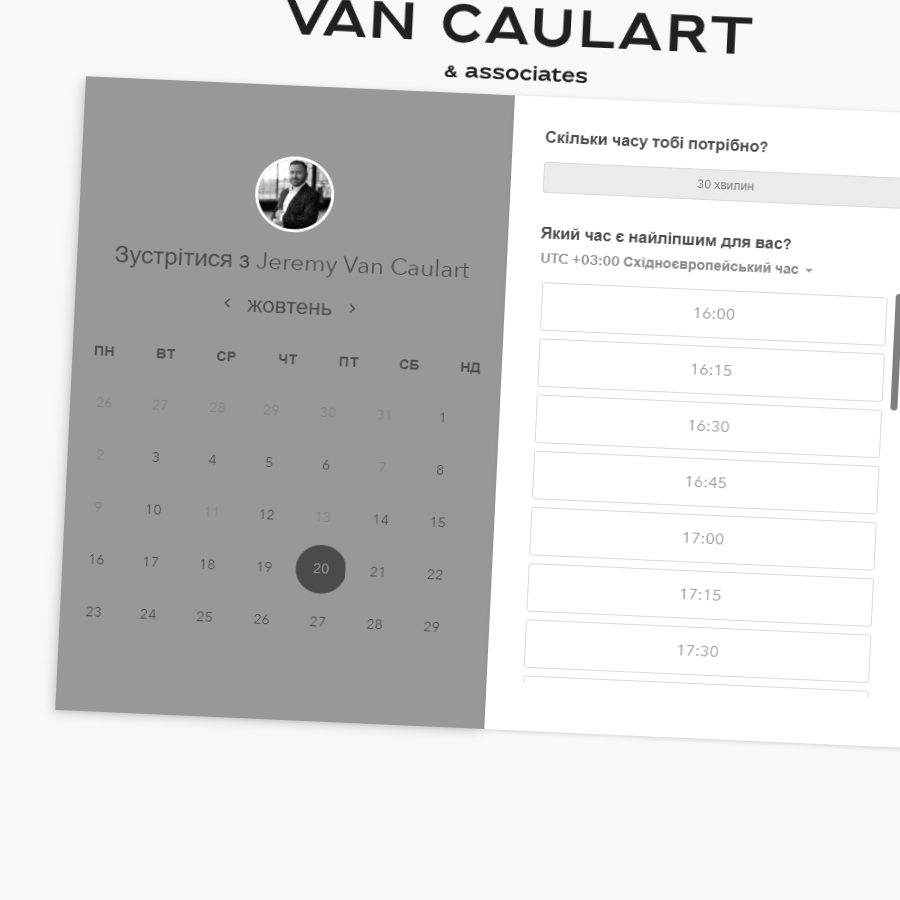 VAN CAULART
& associates
Зустрітися з Jeremy Van Caulart
жовтень
ПН ВТ СР ЧТ ПТ СБ НД
26 27 28 29 30 31 1
2 3 4 5 6 7 8
9 10 11 12 13 14 15
16 17 18 19 20 21 22
23 24 25 26 27 28 29
Скільки часу тобі потрібно?
30 хвилин
Який час є найліпшим для вас?
UTC +03:00 Східноєвропейський час
16:00
16:15
16:30
16:45
17:00
17:15
17:30